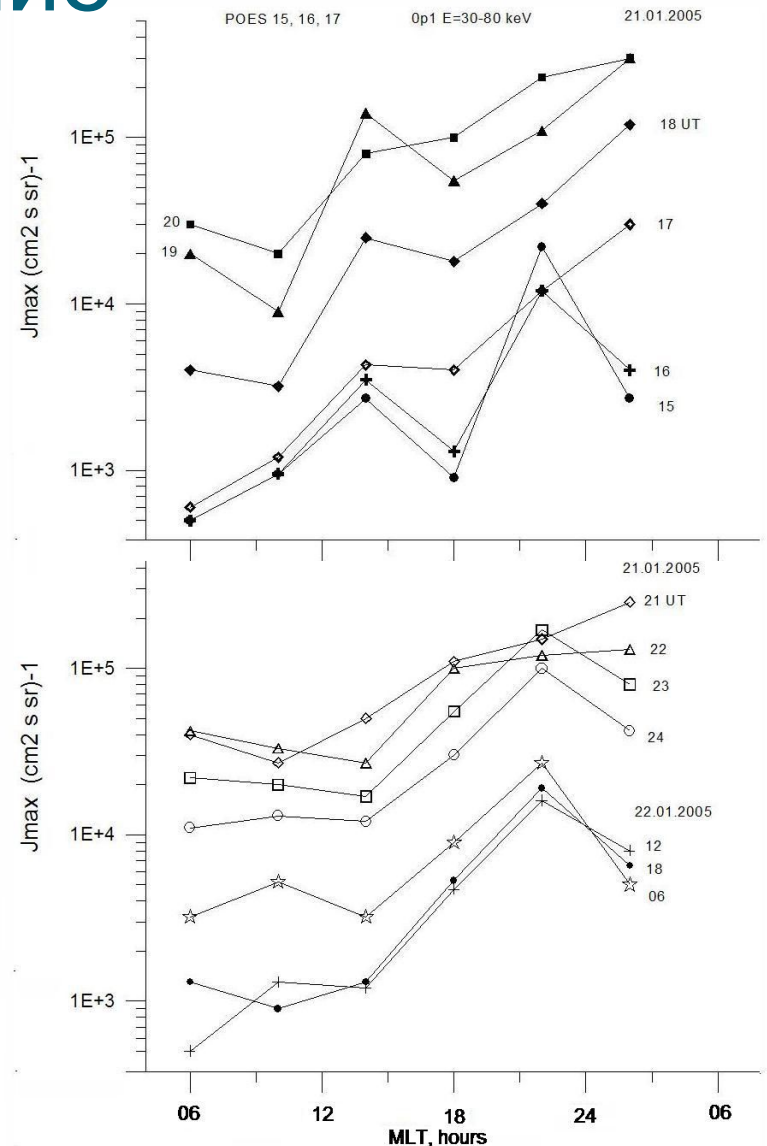 POES 15, 16, 17 0p1 E=30-80 keV 21.01.2005
1E+5
1E+4
1E+3
Jmax (cm2 s sr)-1
20
19
18 UT
17
16
15
21.01.2005
1E+5
1E+4
1E+3
Jmax (cm2 s sr)-1
21 UT
22
23
24
22.01.2005
12
18
06
06 12 18 24 06
MLT, hours